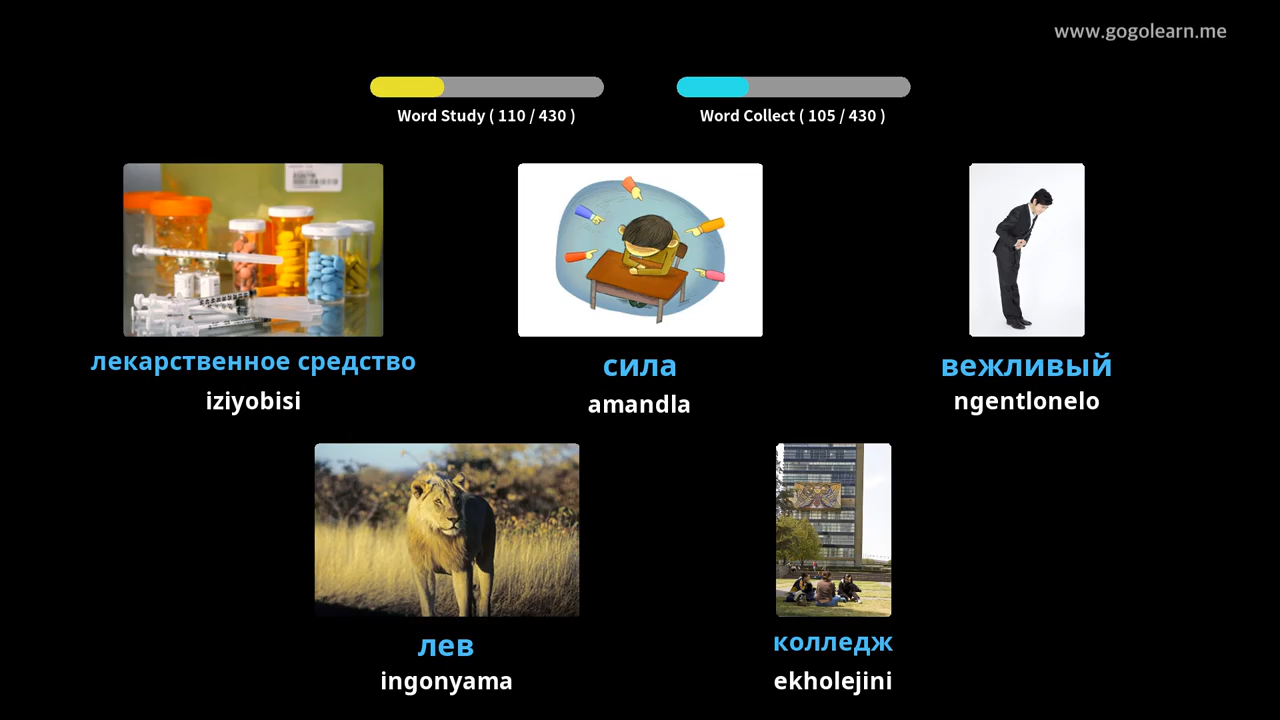 www.gogolearn.me
Word Study ( 110 / 430 )
Word Collect ( 105 / 430 )
лекарственное средство
iziyobisi
сила
amandla
вежливый
ngentlonelo
лев
ingonyama
колледж
ekholejini